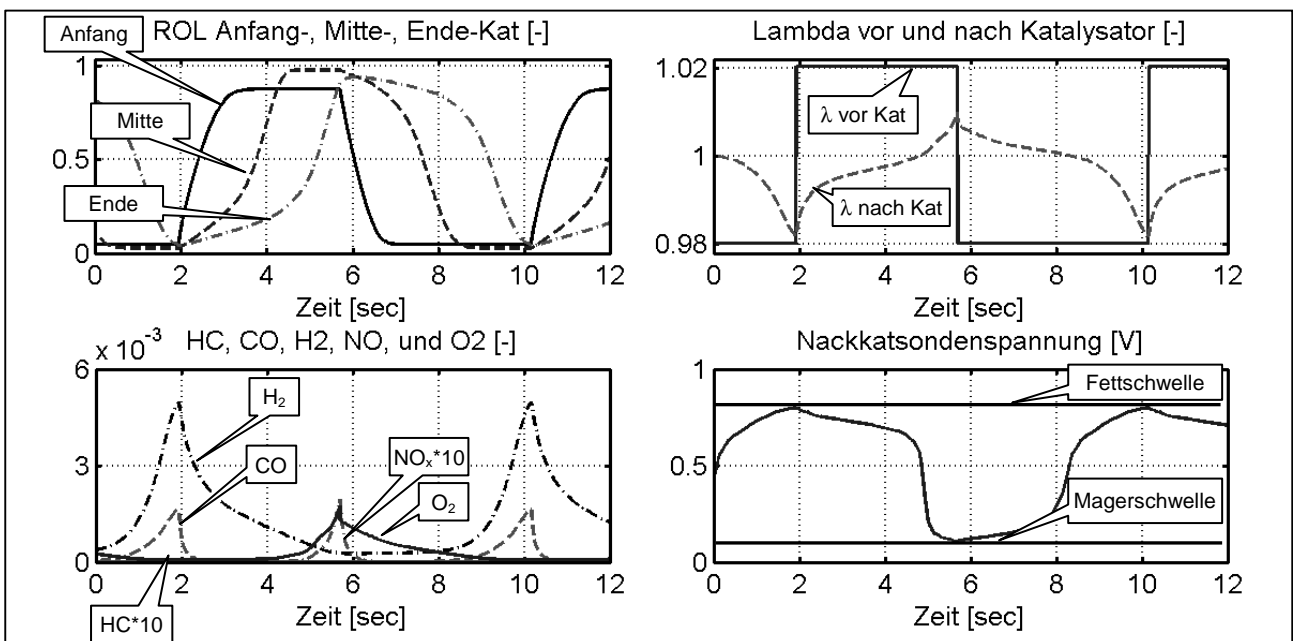 ROL Anfang-, Mitte-, Ende-Kat [-]
Anfang
Mitte
Ende
1
0.5
0
0 2 4 6 8 10 12
Zeit [sec]
Lambda vor und nach Katalysator [-]
λ vor Kat
λ nach Kat
1.02
1
0.98
0 2 4 6 8 10 12
Zeit [sec]
HC, CO, H2, NO, und O2 [-]
x 10⁻³
H₂
CO
NOₓ*10
O₂
HC*10
6
3
0
0 2 4 6 8 10 12
Zeit [sec]
Nackkatsondenspannung [V]
Fettschwelle
Magerschwelle
1
0.5
0
0 2 4 6 8 10 12
Zeit [sec]